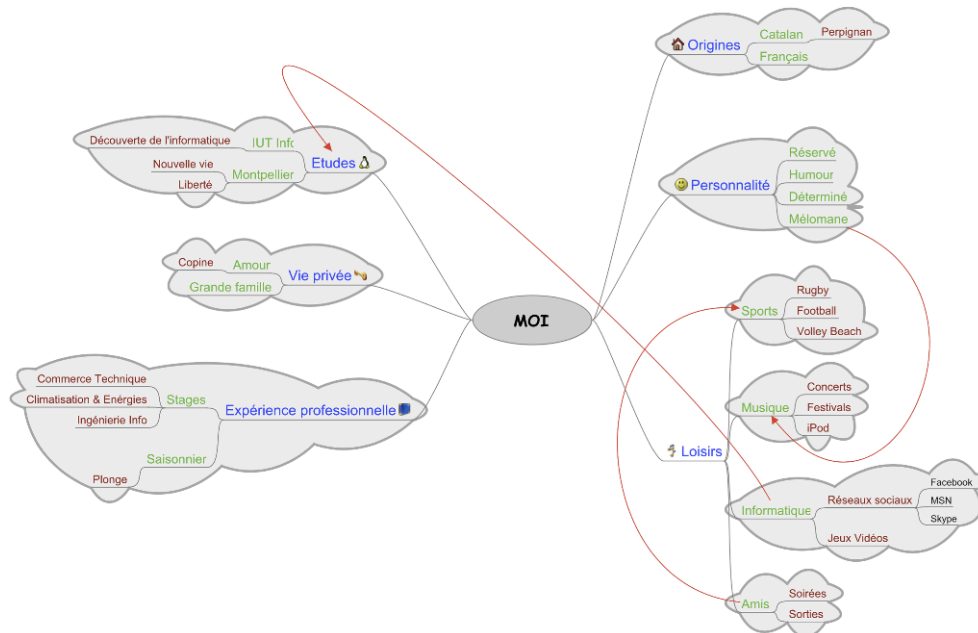 MOI
Origines
Catalan
Perpignan
Français
Personnalité
Réservé
Humour
Déterminé
Mélomane
Loisirs
Sports
Rugby
Football
Volley Beach
Musique
Concerts
Festivals
iPod
Informatique
Réseaux sociaux
Facebook
MSN
Skype
Jeux Vidéos
Amis
Soirées
Sorties
Etudes
IUT Info
Découverte de l'informatique
Montpellier
Nouvelle vie
Liberté
Vie privée
Amour
Copine
Grande famille
Expérience professionnelle
Stages
Commerce Technique
Climatisation & Enérgies
Ingénierie Info
Saisonnier
Plonge